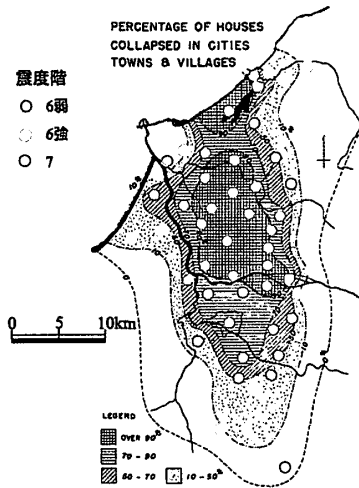 PERCENTAGE OF HOUSES
COLLAPSED IN CITIES
TOWNS & VILLAGES
震度階
6弱
6強
7
0 5 10km
LEGEND
OVER 90%
70 - 90
50 - 70
10 - 50%